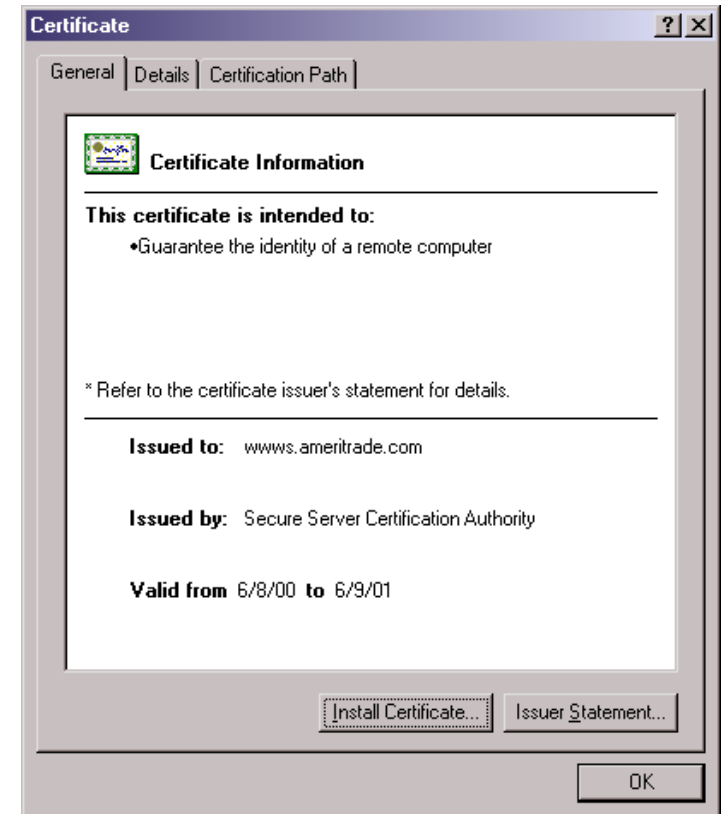 Certificate
General Details Certification Path
Certificate Information
This certificate is intended to:
•Guarantee the identity of a remote computer
* Refer to the certificate issuer's statement for details.
Issued to: wwws.ameritrade.com
Issued by: Secure Server Certification Authority
Valid from 6/8/00 to 6/9/01
Install Certificate... Issuer Statement...
OK